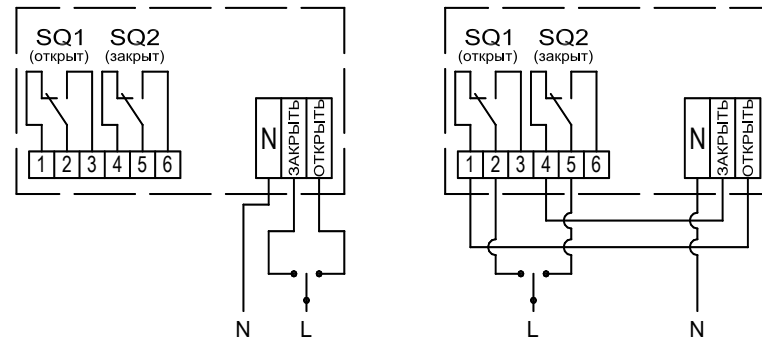 SQ1 SQ2
(открыт) (закрыт)
N ЗАКРЫТЬ ОТКРЫТЬ
1 2 3 4 5 6
N L
SQ1 SQ2
(открыт) (закрыт)
N ЗАКРЫТЬ ОТКРЫТЬ
1 2 3 4 5 6
L N